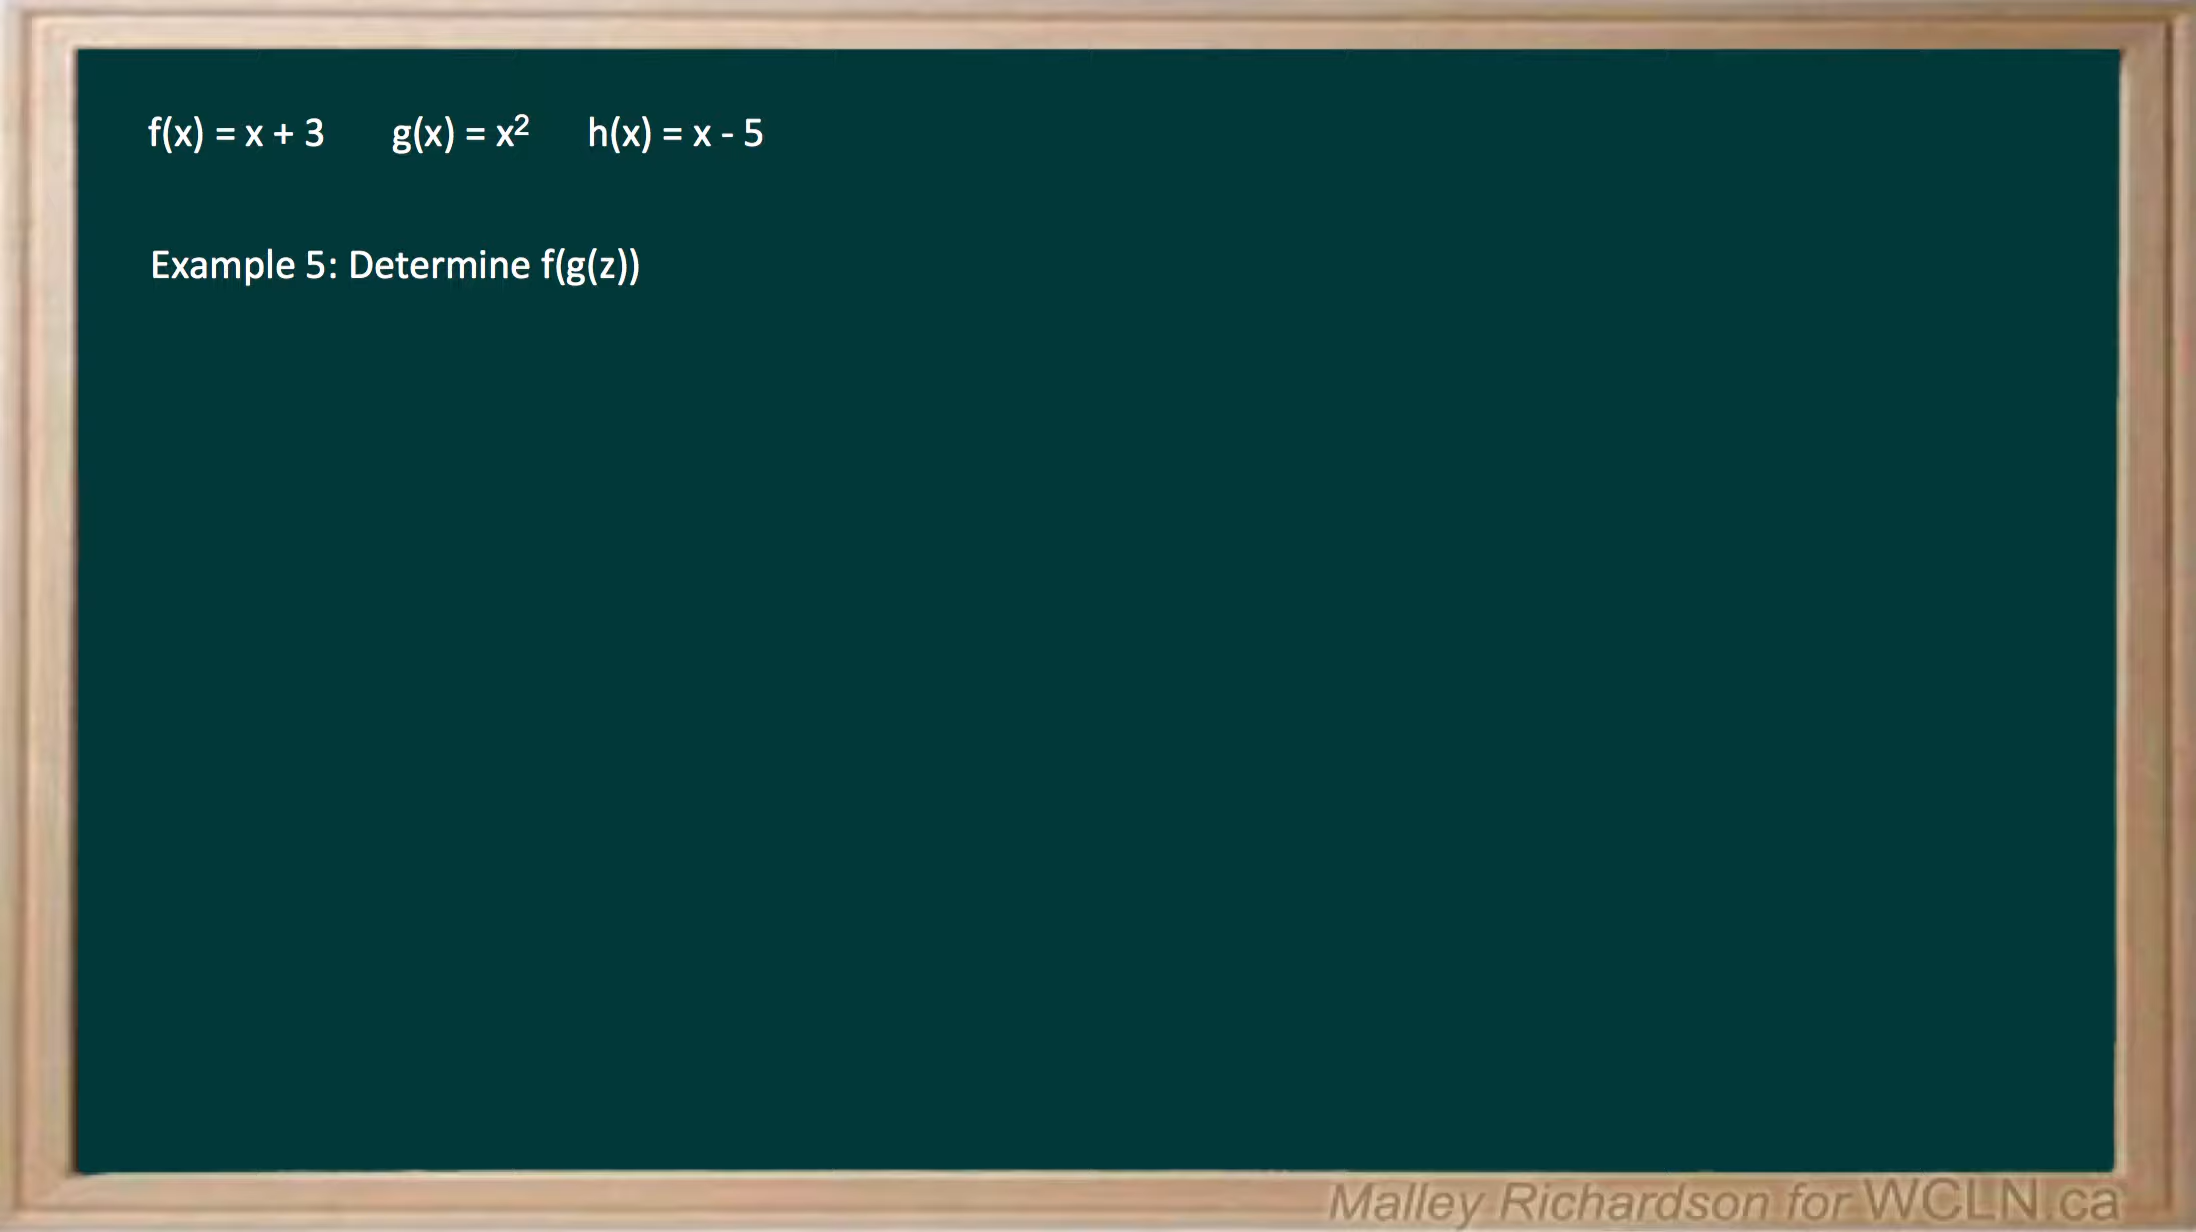 f(x) = x + 3 g(x) = x² h(x) = x - 5
Example 5: Determine f(g(z))
Malley Richardson for WCLN.ca